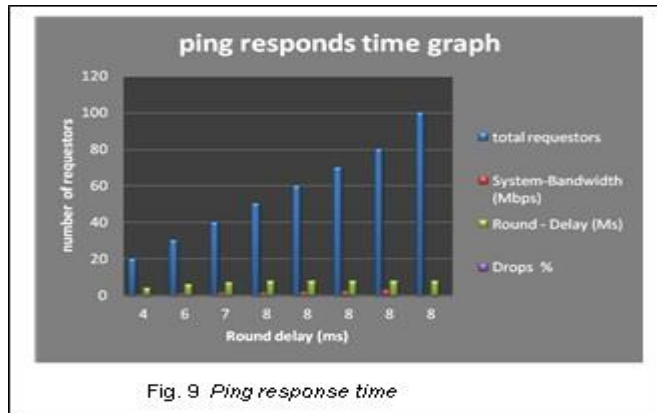 ping responds time graph
120
100
80
60
40
20
0
number of requestors
4 6 7 8 8 8 8 8
Round delay (ms)
total requestors
System-Bandwidth
(Mbps)
Round - Delay (Ms)
Drops %
Fig. 9 Ping response time